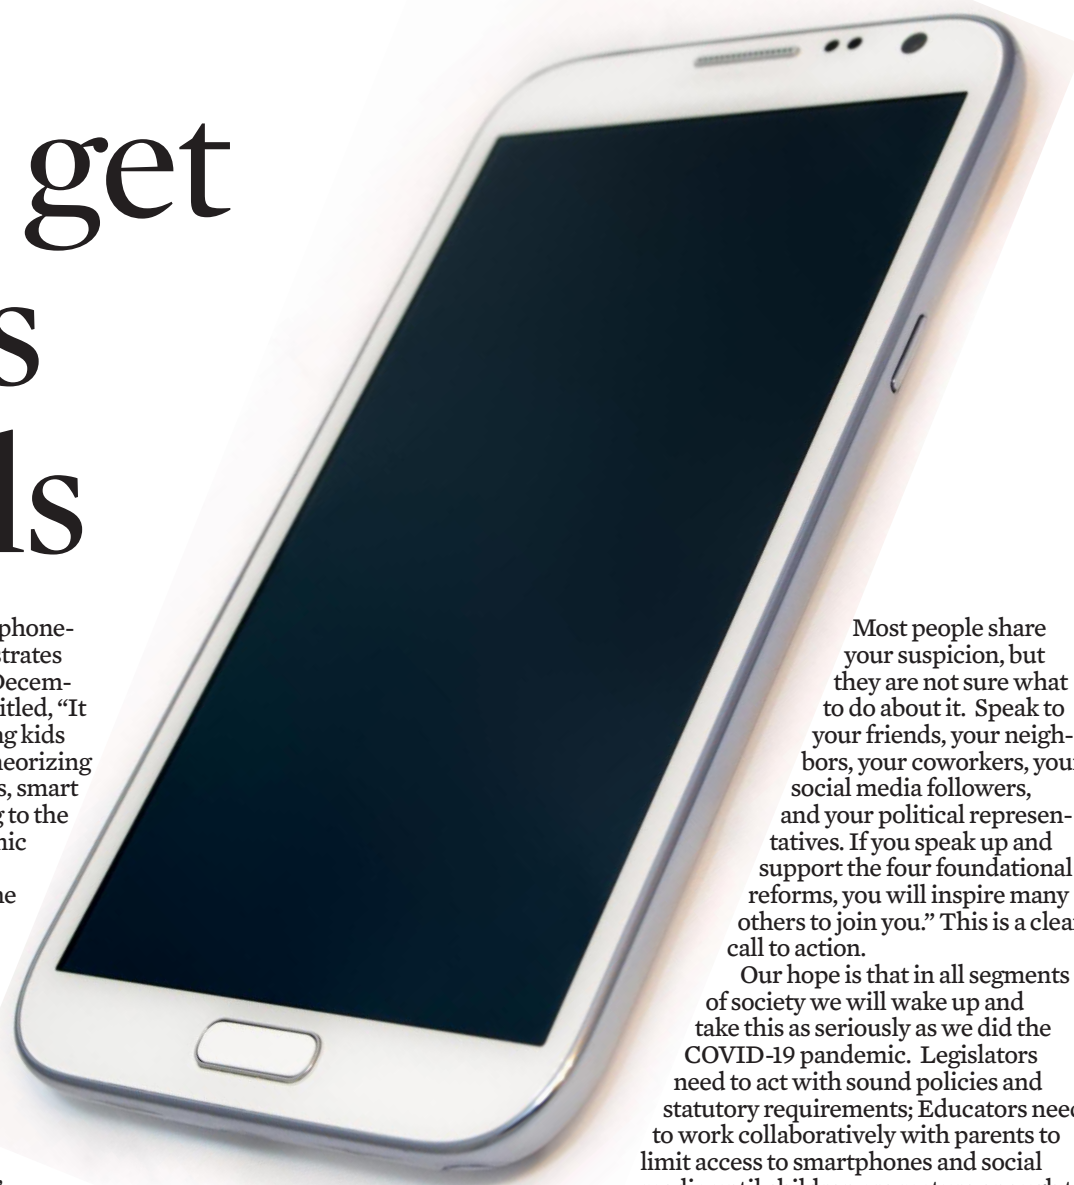 get
s
ls
phone-
strates
Decem-
itled, “It
ng kids
heorizing
s, smart
g to the
nic
he
Most people share
your suspicion, but
they are not sure what
to do about it.  Speak to
your friends, your neigh-
bors, your coworkers, your
social media followers,
and your political represen-
tatives. If you speak up and
support the four foundational
reforms, you will inspire many
others to join you.” This is a clear
call to action.
Our hope is that in all segments
of society we will wake up and
take this as seriously as we did the
COVID-19 pandemic.  Legislators
need to act with sound policies and
statutory requirements; Educators need
to work collaboratively with parents to
limit access to smartphones and social